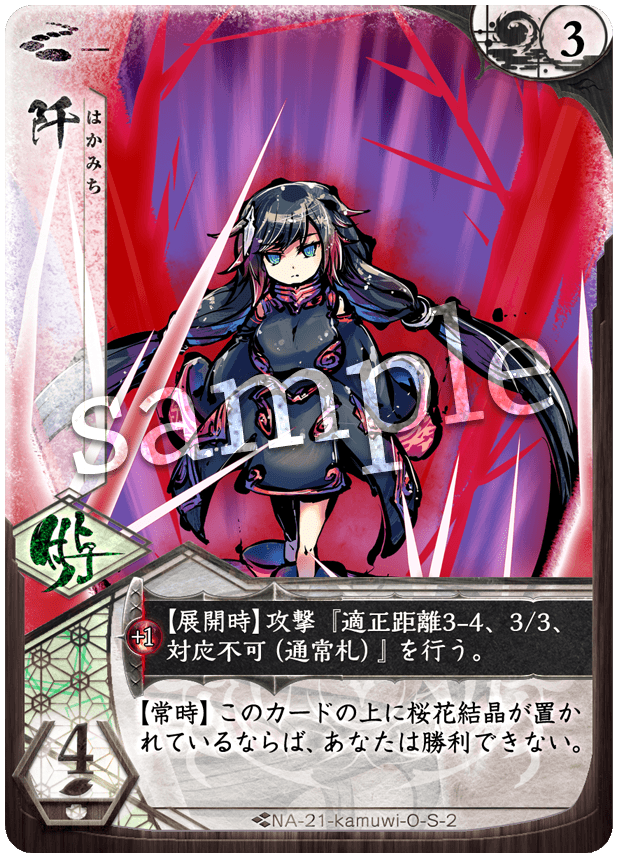 3
阡
はかみち
sample
付与
+1
【展開時】攻撃『適正距離3-4、3/3、
対応不可（通常札）』を行う。
【常時】このカードの上に桜花結晶が置か
れているならば、あなたは勝利できない。
4
NA-21-kamuwi-O-S-2